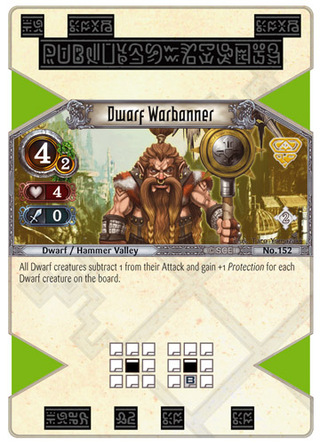 Dwarf Warbanner
4
2
4
0
2
Dwarf / Hammer Valley
No.152
All Dwarf creatures subtract 1 from their Attack and gain +1 Protection for each
Dwarf creature on the board.
B